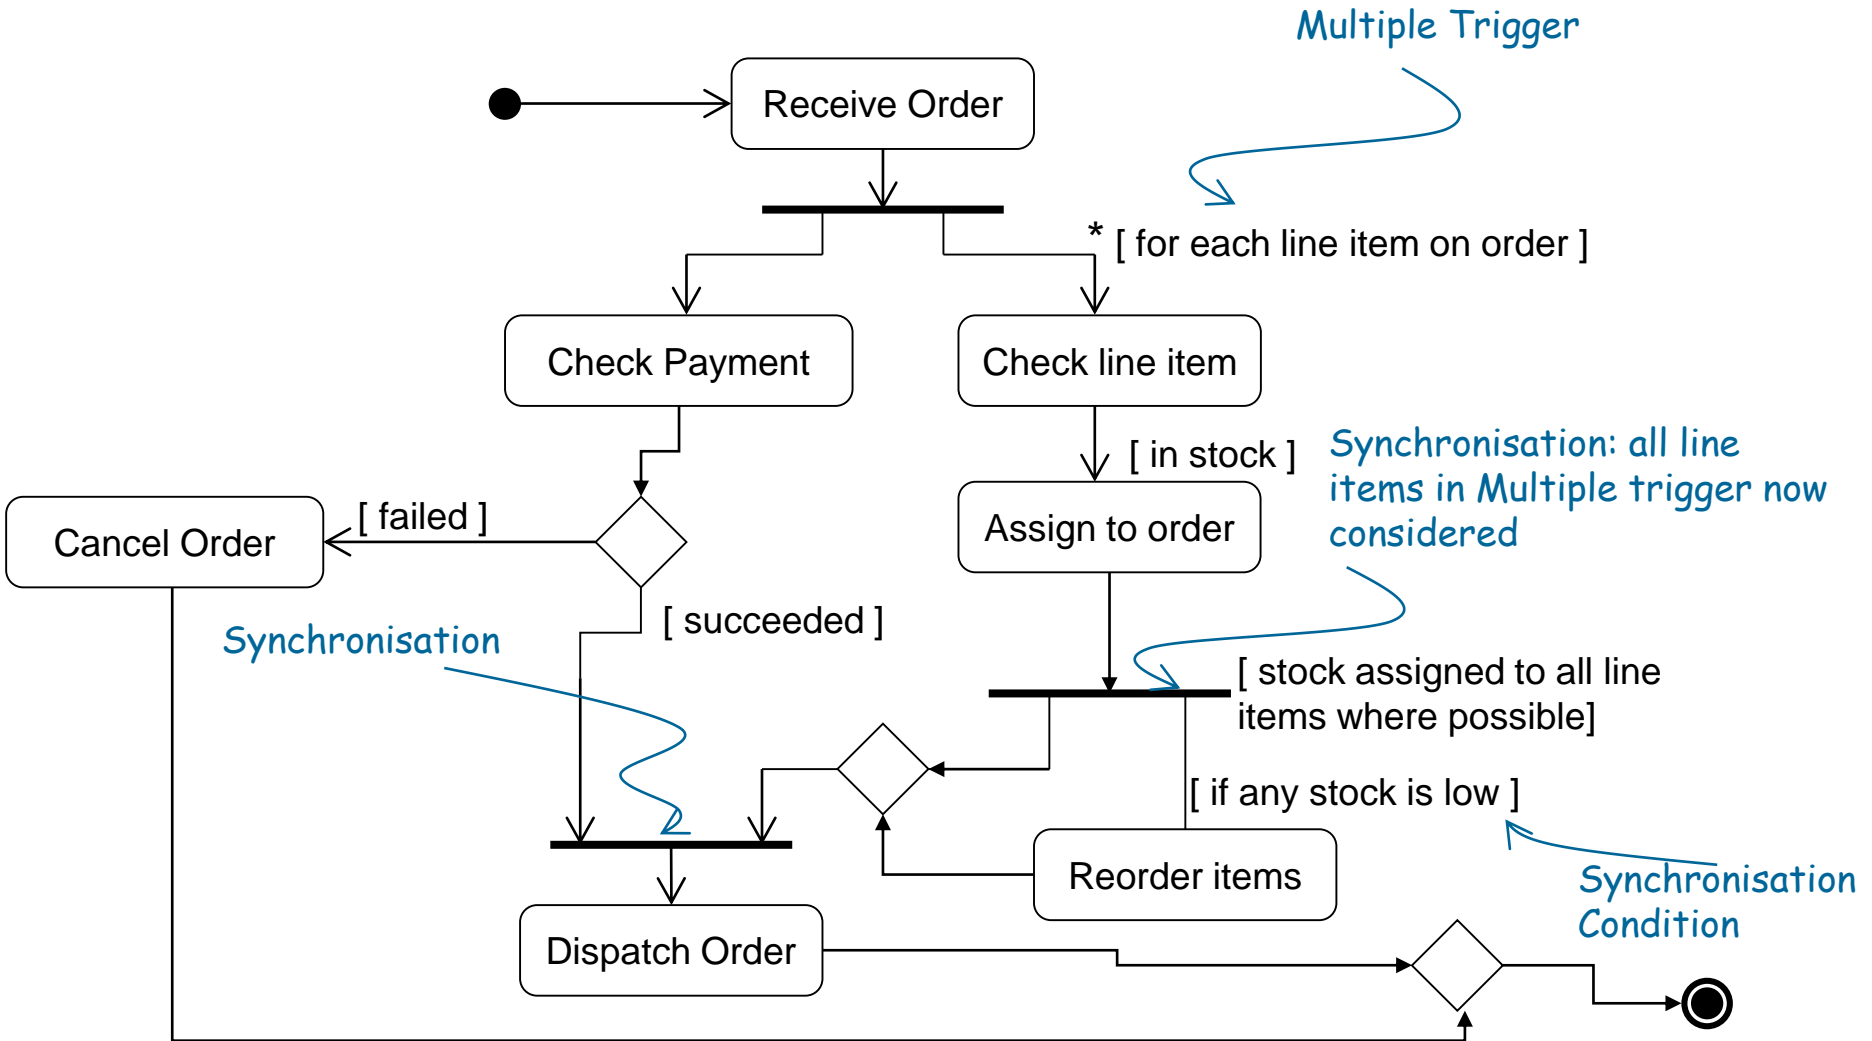 Multiple Trigger
Receive Order
* [ for each line item on order ]
Check Payment
Check line item
[ in stock ]
Synchronisation: all line
items in Multiple trigger now
considered
[ failed ]
Cancel Order
Assign to order
[ succeeded ]
Synchronisation
[ stock assigned to all line
items where possible]
[ if any stock is low ]
Reorder items
Synchronisation
Condition
Dispatch Order